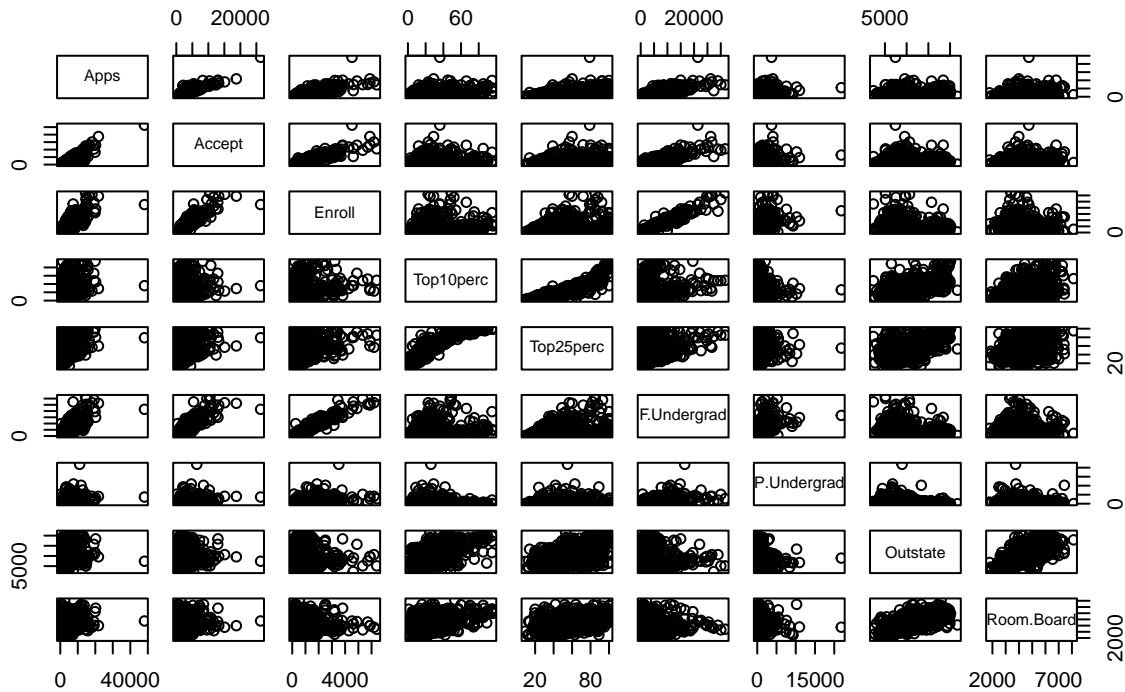 0 20000 0 60 0 20000 5000
Apps 0
0 Accept
Enroll 0
0 Top10perc
Top25perc 20
0 F.Undergrad
P.Undergrad 0
5000 Outstate
Room.Board 2000
0 40000 0 4000 20 80 0 15000 2000 7000